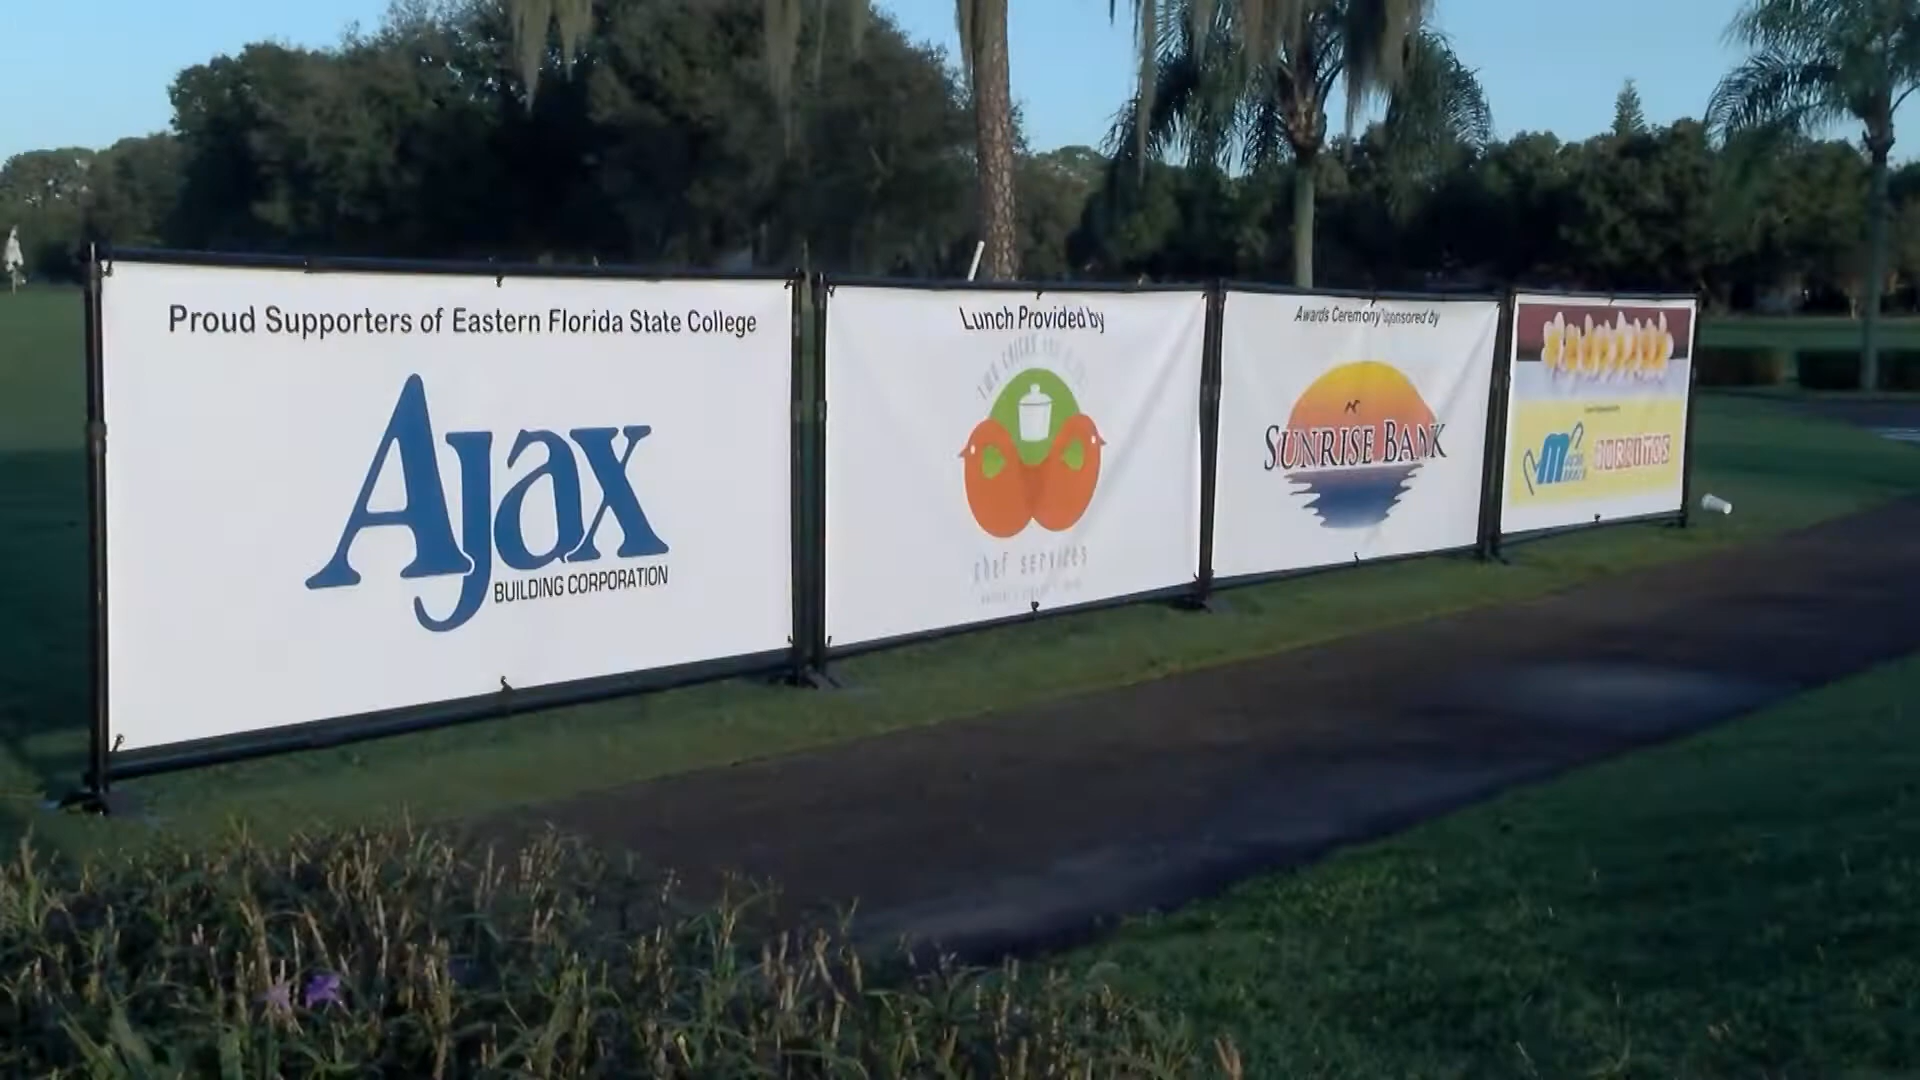 Proud Supporters of Eastern Florida State College
Ajax
BUILDING CORPORATION
Lunch Provided by
chef services
Awards Ceremony Sponsored by
SUNRISE BANK
BURRITOS